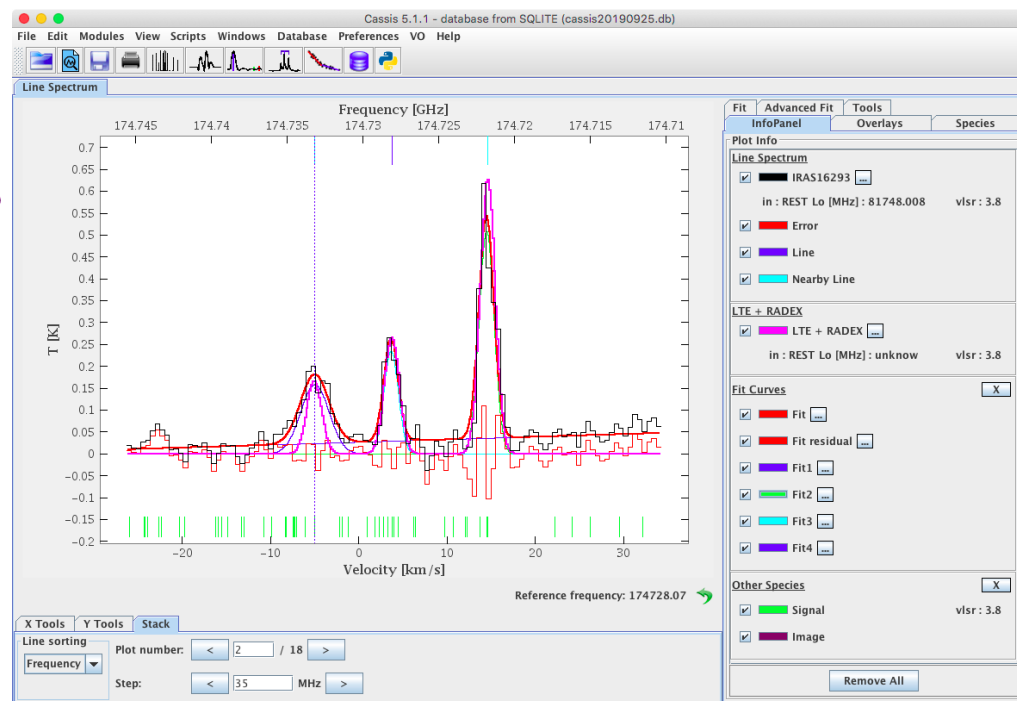 Cassis 5.1.1 - database from SQLITE (cassis20190925.db)
File Edit Modules View Scripts Windows Database Preferences VO Help
Line Spectrum
Frequency [GHz]
174.745 174.74 174.735 174.73 174.725 174.72 174.715 174.71
0.7
0.65
0.6
0.55
0.5
0.45
0.4
0.35
0.3
0.25
0.2
0.15
0.1
0.05
0
-0.05
-0.1
-0.15
-0.2
T [K]
-20 -10 0 10 20 30
Velocity [km/s]
Reference frequency: 174728.07
X Tools Y Tools Stack
Line sorting
Frequency
Plot number: < 2 / 18 >
Step: < 35 MHz >
Fit Advanced Fit Tools
InfoPanel Overlays Species
Plot Info
Line Spectrum
IRAS16293 ...
in : REST Lo [MHz] : 81748.008 vlsr : 3.8
Error
Line
Nearby Line
LTE + RADEX
LTE + RADEX ...
in : REST Lo [MHz] : unknow vlsr : 3.8
Fit Curves X
Fit ...
Fit residual ...
Fit1 ...
Fit2 ...
Fit3 ...
Fit4 ...
Other Species X
Signal vlsr : 3.8
Image
Remove All